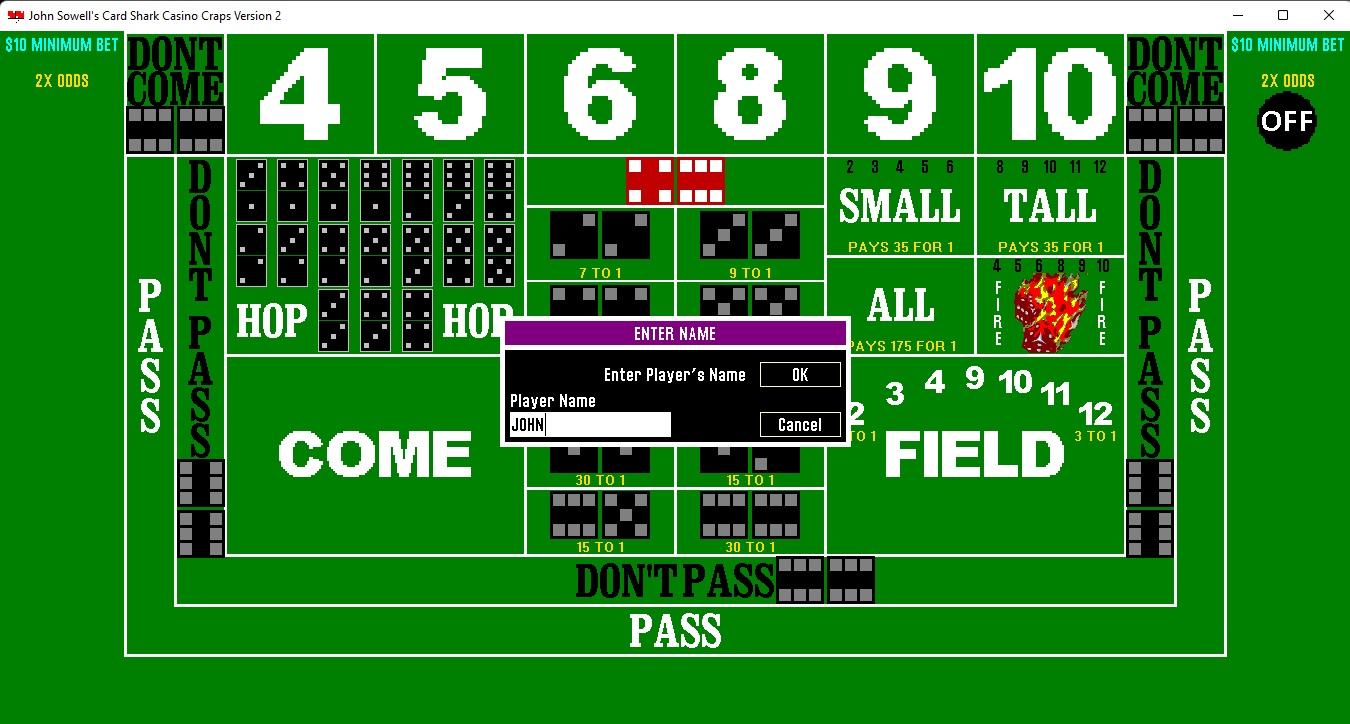 John Sowell's Card Shark Casino Craps Version 2
$10 MINIMUM BET
2X ODDS
DONT
COME
4
5
6
8
9
10
DONT
COME
$10 MINIMUM BET
2X ODDS
OFF
PASS
DONT PASS
HOP
HOP
7 TO 1
9 TO 1
2 3 4 5 6
SMALL
PAYS 35 FOR 1
8 9 10 11 12
TALL
PAYS 35 FOR 1
ALL
PAYS 175 FOR 1
4 5 6 8 9 10
FIRE
FIRE
DONT PASS
PASS
ENTER NAME
Enter Player's Name
OK
Player Name
JOHN
Cancel
COME
30 TO 1
15 TO 1
15 TO 1
30 TO 1
2 3 4 9 10 11 12
TO 1
3 TO 1
FIELD
DON'T PASS
PASS